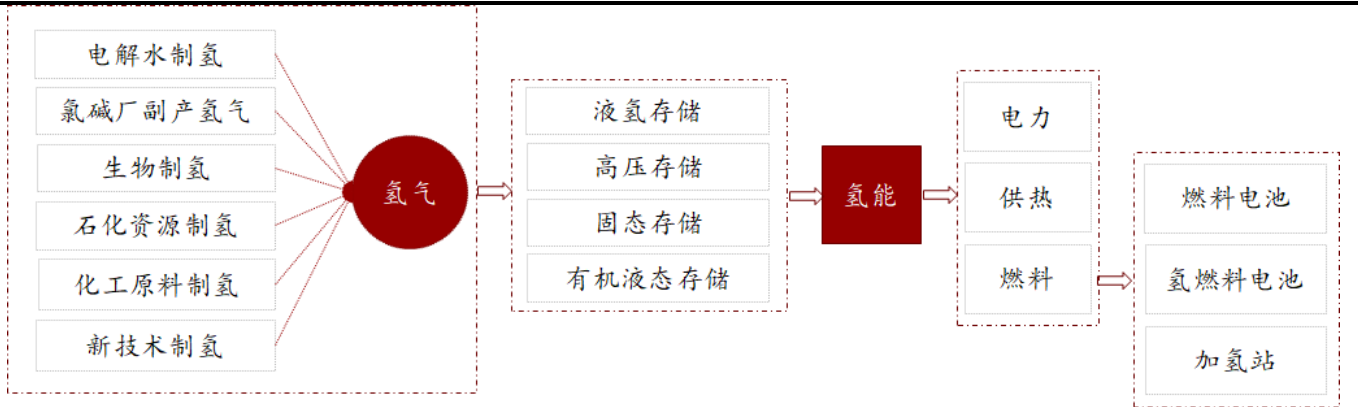 电解水制氢
氯碱厂副产氢气
生物制氢
石化资源制氢
化工原料制氢
新技术制氢
氢气
液氢存储
高压存储
固态存储
有机液态存储
氢能
电力
供热
燃料
燃料电池
氢燃料电池
加氢站